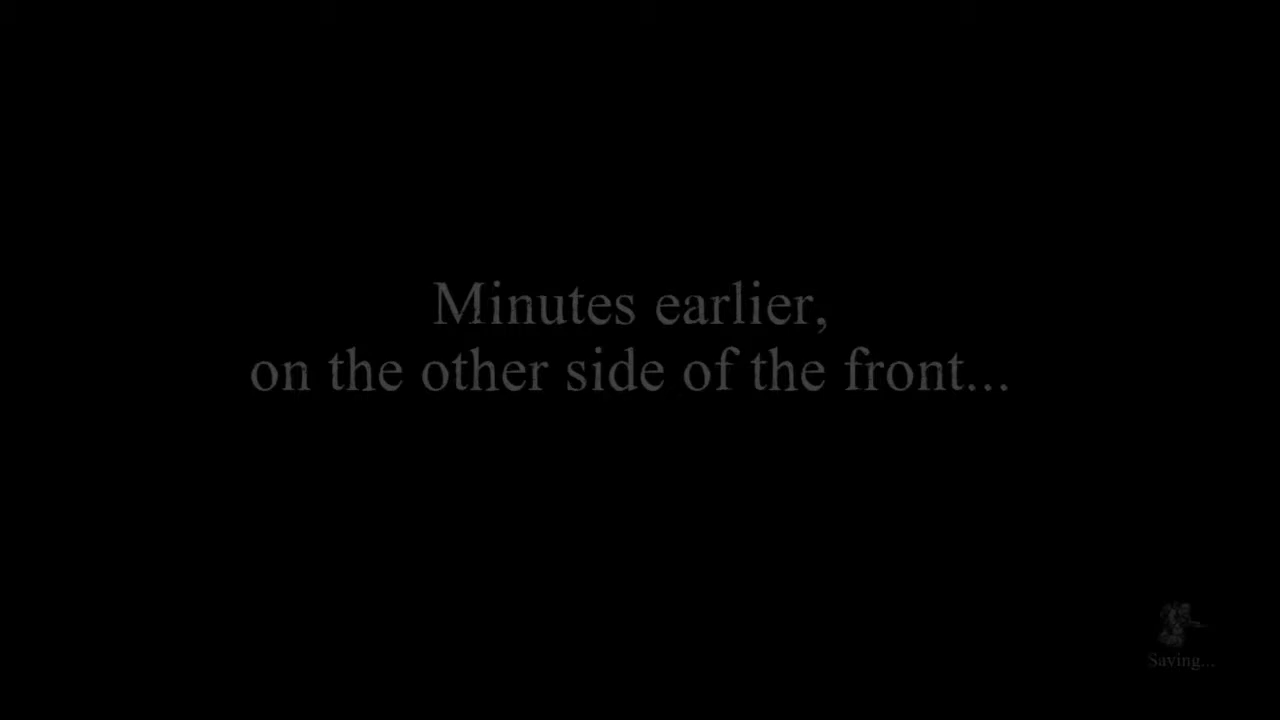 Minutes earlier,
on the other side of the front...
Saving...